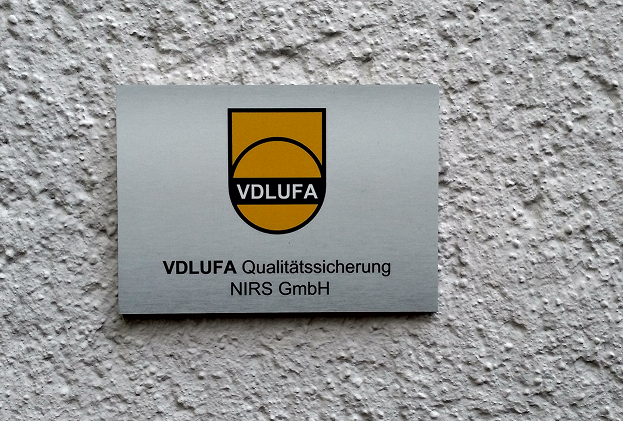 VDLUFA
VDLUFA Qualitätssicherung
NIRS GmbH